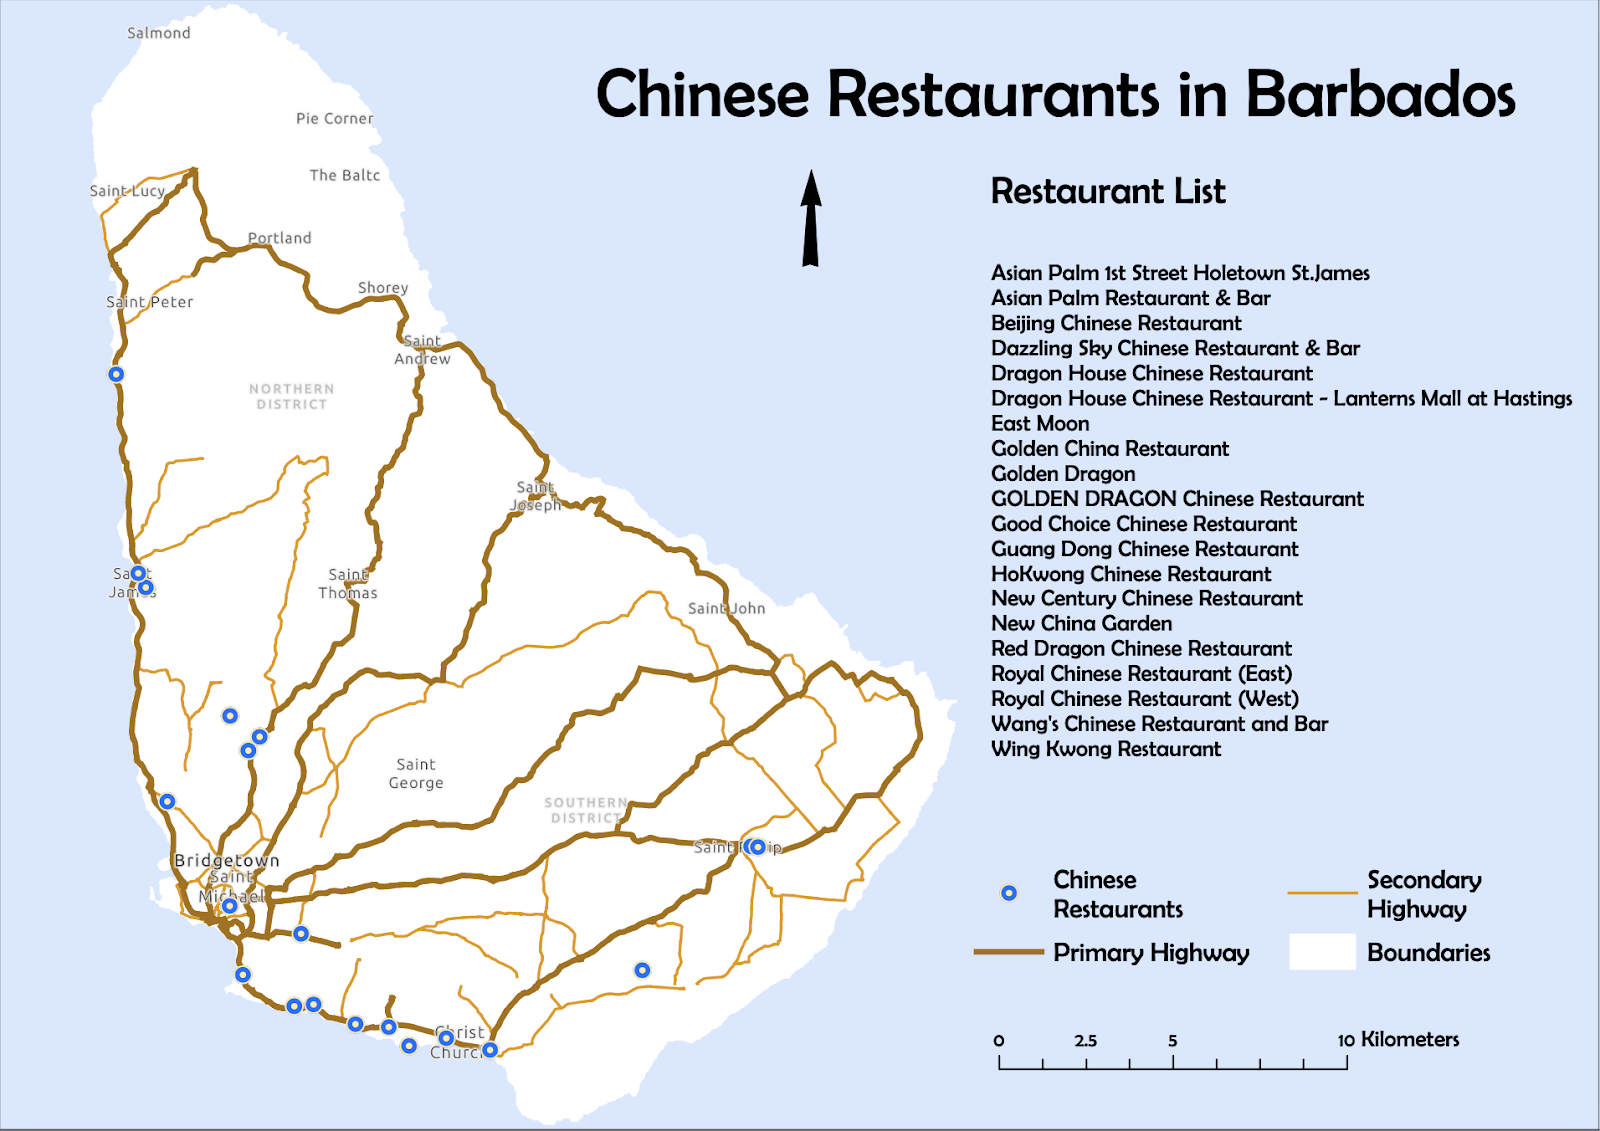 Salmond
Chinese Restaurants in Barbados
Pie Corner
The Baltc
Saint Lucy
Portland
Shorey
Saint Peter
Saint
Andrew
NORTHERN
DISTRICT
Saint
Joseph
Saint
James
Saint
Thomas
Saint John
Saint
George
SOUTHERN
DISTRICT
Saint Philip
Bridgetown
Saint
Michael
Christ
Church
Restaurant List
Asian Palm 1st Street Holetown St.James
Asian Palm Restaurant & Bar
Beijing Chinese Restaurant
Dazzling Sky Chinese Restaurant & Bar
Dragon House Chinese Restaurant
Dragon House Chinese Restaurant - Lanterns Mall at Hastings
East Moon
Golden China Restaurant
Golden Dragon
GOLDEN DRAGON Chinese Restaurant
Good Choice Chinese Restaurant
Guang Dong Chinese Restaurant
HoKwong Chinese Restaurant
New Century Chinese Restaurant
New China Garden
Red Dragon Chinese Restaurant
Royal Chinese Restaurant (East)
Royal Chinese Restaurant (West)
Wang's Chinese Restaurant and Bar
Wing Kwong Restaurant
Chinese
Restaurants
Secondary
Highway
Primary Highway
Boundaries
0 2.5 5 10 Kilometers